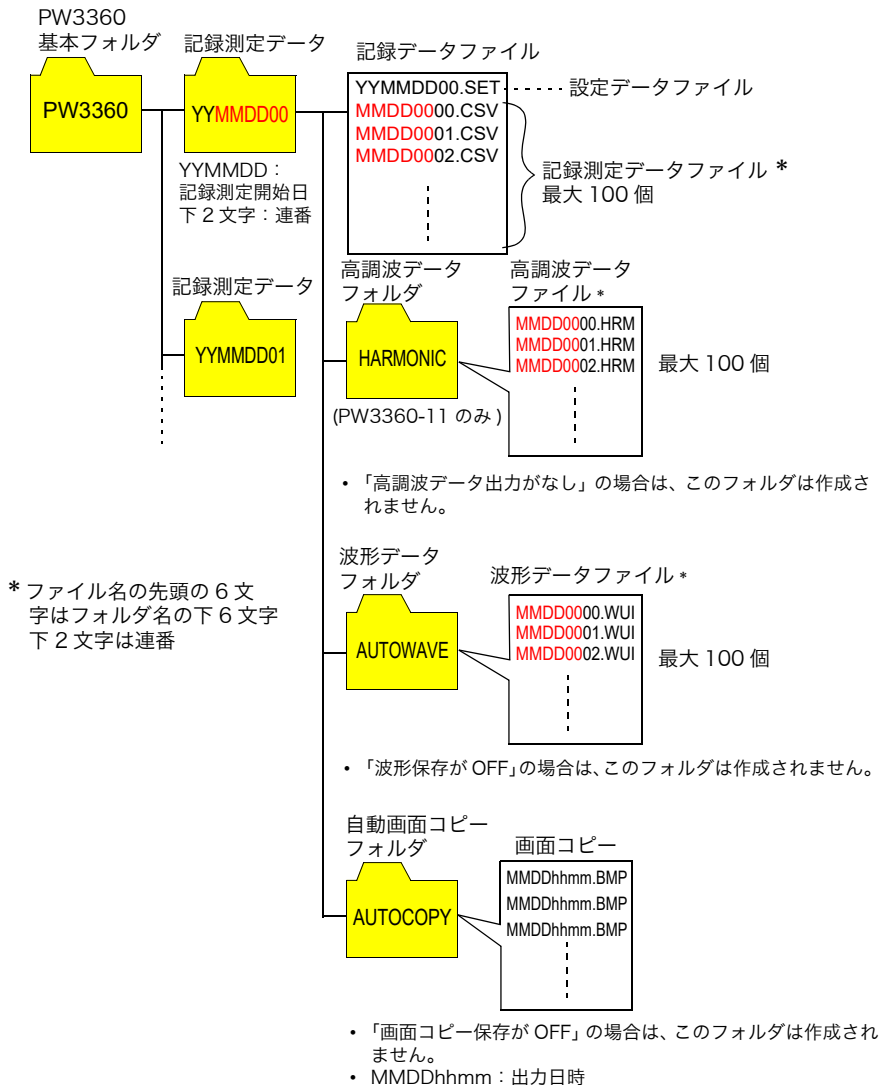 PW3360
基本フォルダ
記録測定データ
記録データファイル
PW3360
YYMMDD00
YYMMDD00.SET
設定データファイル
MMDD0000.CSV
MMDD0001.CSV
MMDD0002.CSV
YYMMDD：
記録測定開始日
下 2 文字：連番
記録測定データファイル *
最大 100 個
記録測定データ
YYMMDD01
高調波データ
フォルダ
高調波データ
ファイル *
HARMONIC
MMDD0000.HRM
MMDD0001.HRM
MMDD0002.HRM
最大 100 個
(PW3360-11 のみ )
• 「高調波データ出力がなし」の場合は、このフォルダは作成さ
れません。
* ファイル名の先頭の 6 文
字はフォルダ名の下 6 文字
下 2 文字は連番
波形データ
フォルダ
波形データファイル *
AUTOWAVE
MMDD0000.WUI
MMDD0001.WUI
MMDD0002.WUI
最大 100 個
• 「波形保存が OFF」の場合は、このフォルダは作成されません。
自動画面コピー
フォルダ
画面コピー
AUTOCOPY
MMDDhhmm.BMP
MMDDhhmm.BMP
MMDDhhmm.BMP
• 「画面コピー保存が OFF」の場合は、このフォルダは作成され
ません。
• MMDDhhmm：出力日時